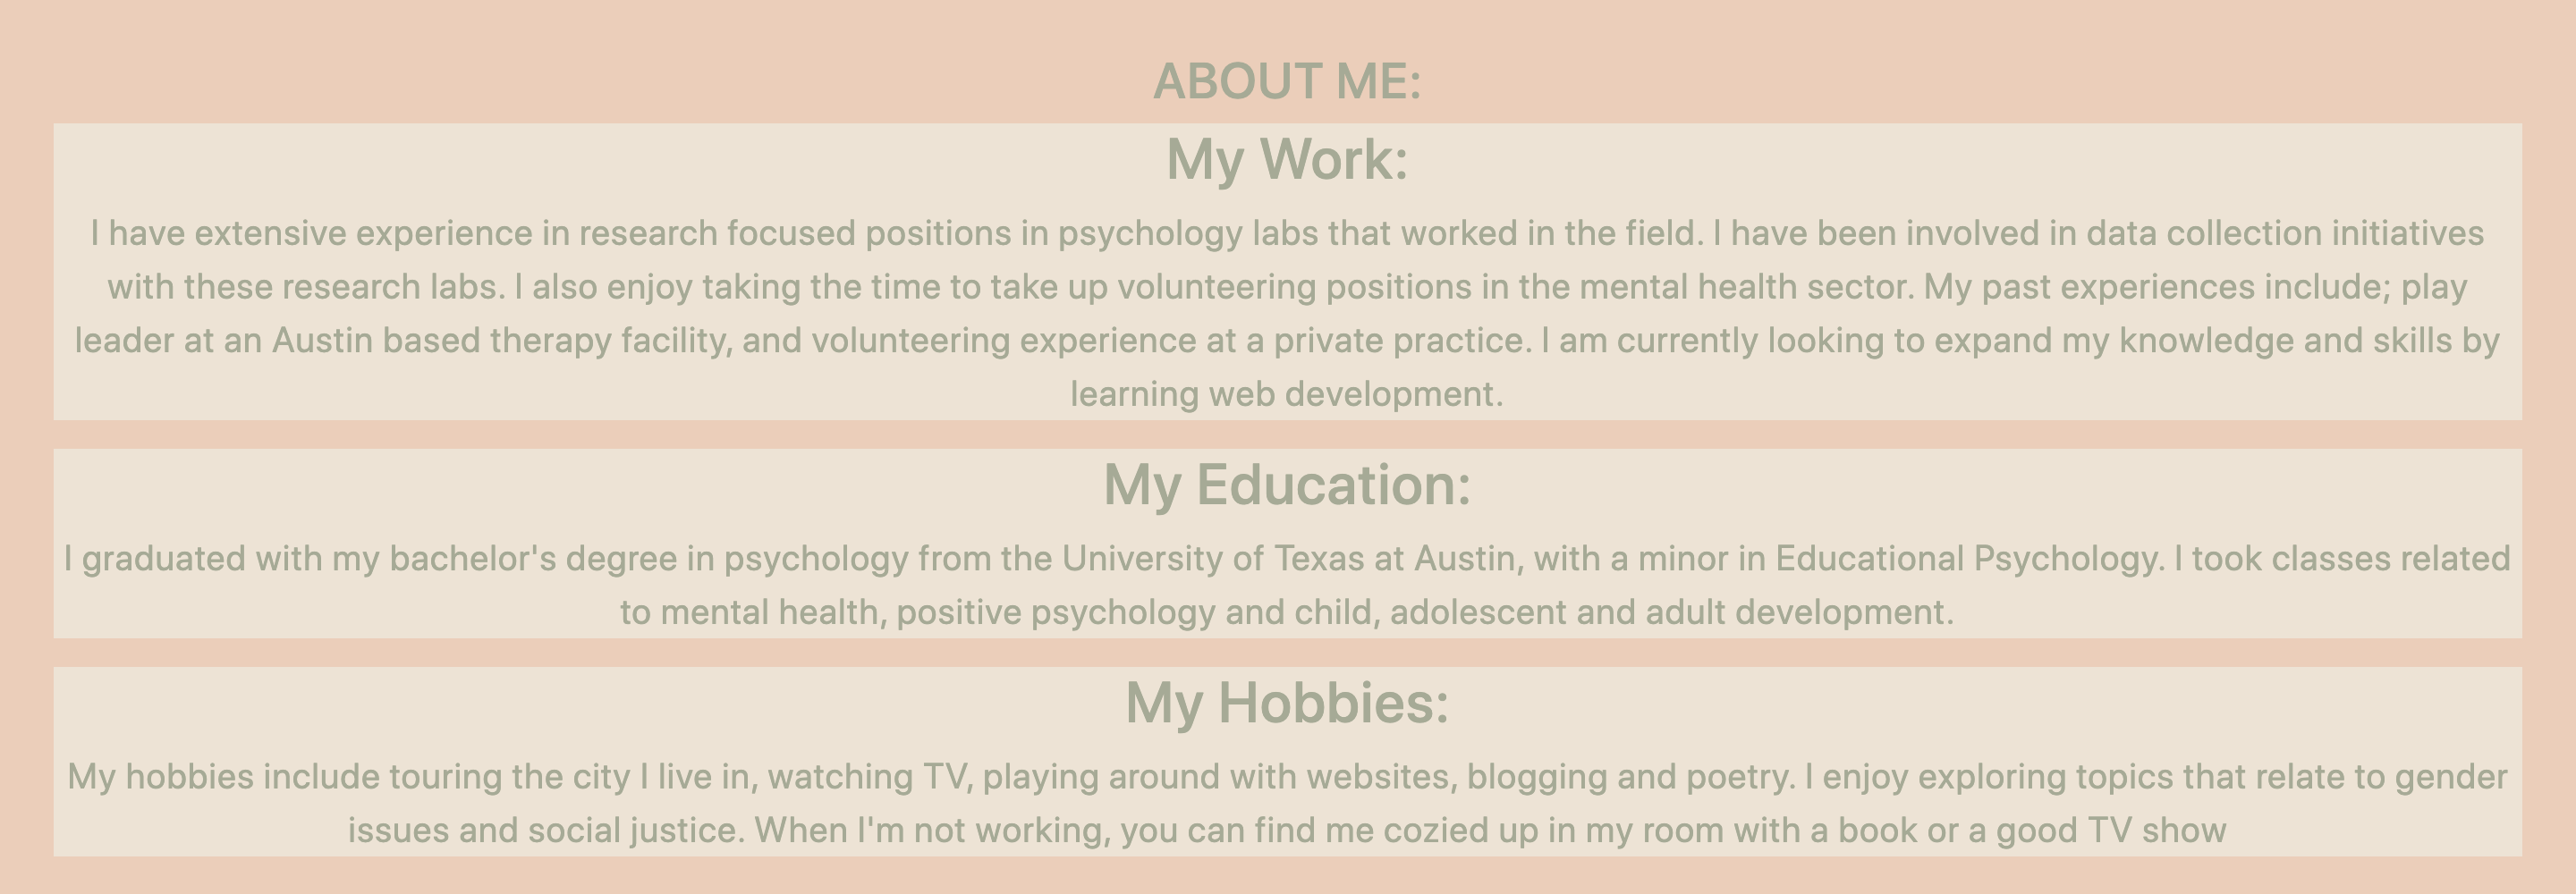 ABOUT ME:
My Work:
I have extensive experience in research focused positions in psychology labs that worked in the field. I have been involved in data collection initiatives
with these research labs. I also enjoy taking the time to take up volunteering positions in the mental health sector. My past experiences include; play
leader at an Austin based therapy facility, and volunteering experience at a private practice. I am currently looking to expand my knowledge and skills by
learning web development.
My Education:
I graduated with my bachelor's degree in psychology from the University of Texas at Austin, with a minor in Educational Psychology. I took classes related
to mental health, positive psychology and child, adolescent and adult development.
My Hobbies:
My hobbies include touring the city I live in, watching TV, playing around with websites, blogging and poetry. I enjoy exploring topics that relate to gender
issues and social justice. When I'm not working, you can find me cozied up in my room with a book or a good TV show